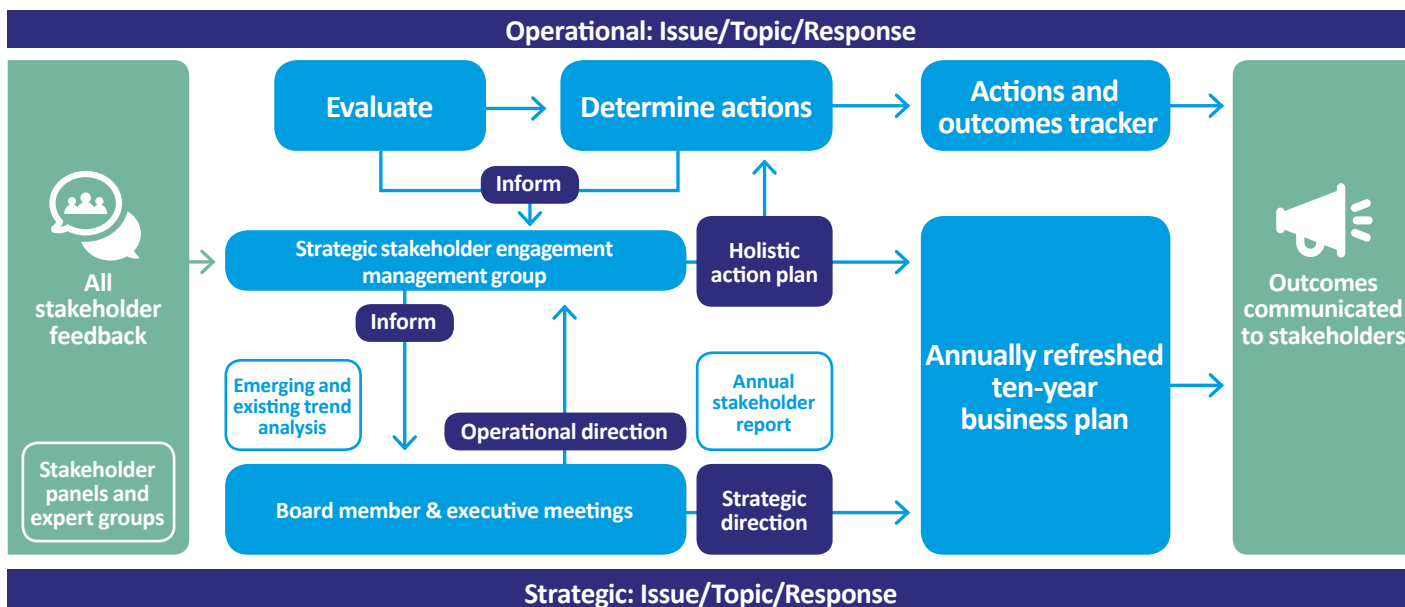 Operational: Issue/Topic/Response
Evaluate
Determine actions
Actions and
outcomes tracker
Inform
All
stakeholder
feedback
Strategic stakeholder engagement
management group
Holistic
action plan
Outcomes
communicated
to stakeholders
Inform
Emerging and
existing trend
analysis
Operational direction
Annual
stakeholder
report
Annually refreshed
ten-year
business plan
Stakeholder
panels and
expert groups
Board member & executive meetings
Strategic
direction
Strategic: Issue/Topic/Response